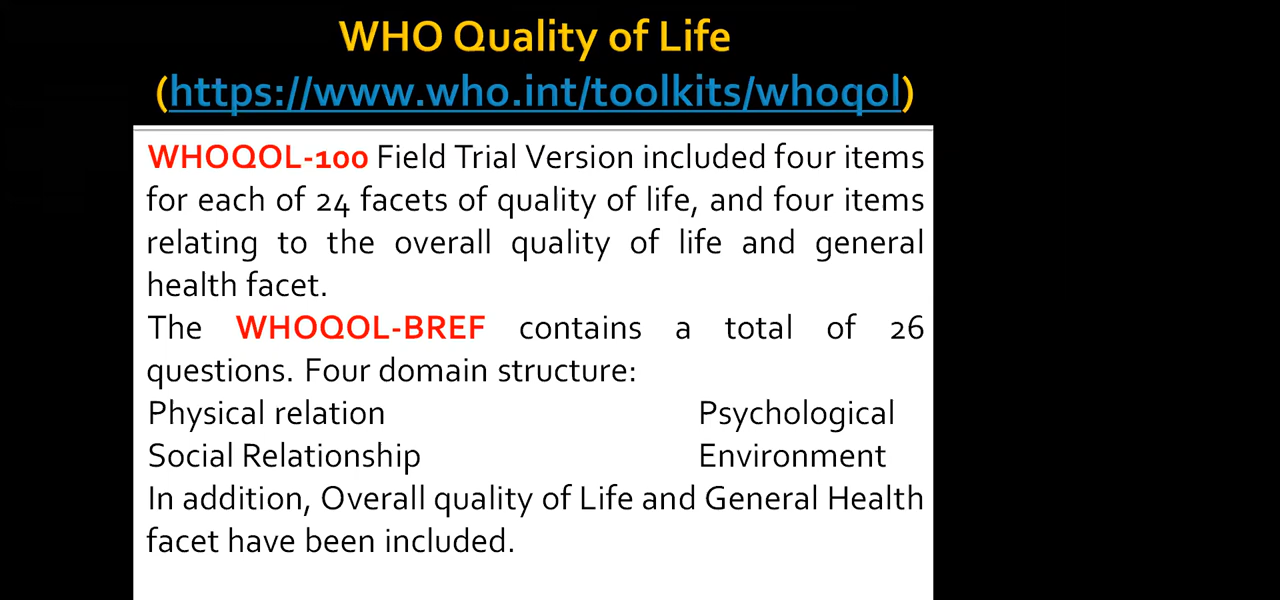 WHO Quality of Life
(https://www.who.int/toolkits/whoqol)
WHOQOL-100 Field Trial Version included four items
for each of 24 facets of quality of life, and four items
relating to the overall quality of life and general
health facet.
The WHOQOL-BREF contains a total of 26
questions. Four domain structure:
Physical relation Psychological
Social Relationship Environment
In addition, Overall quality of Life and General Health
facet have been included.